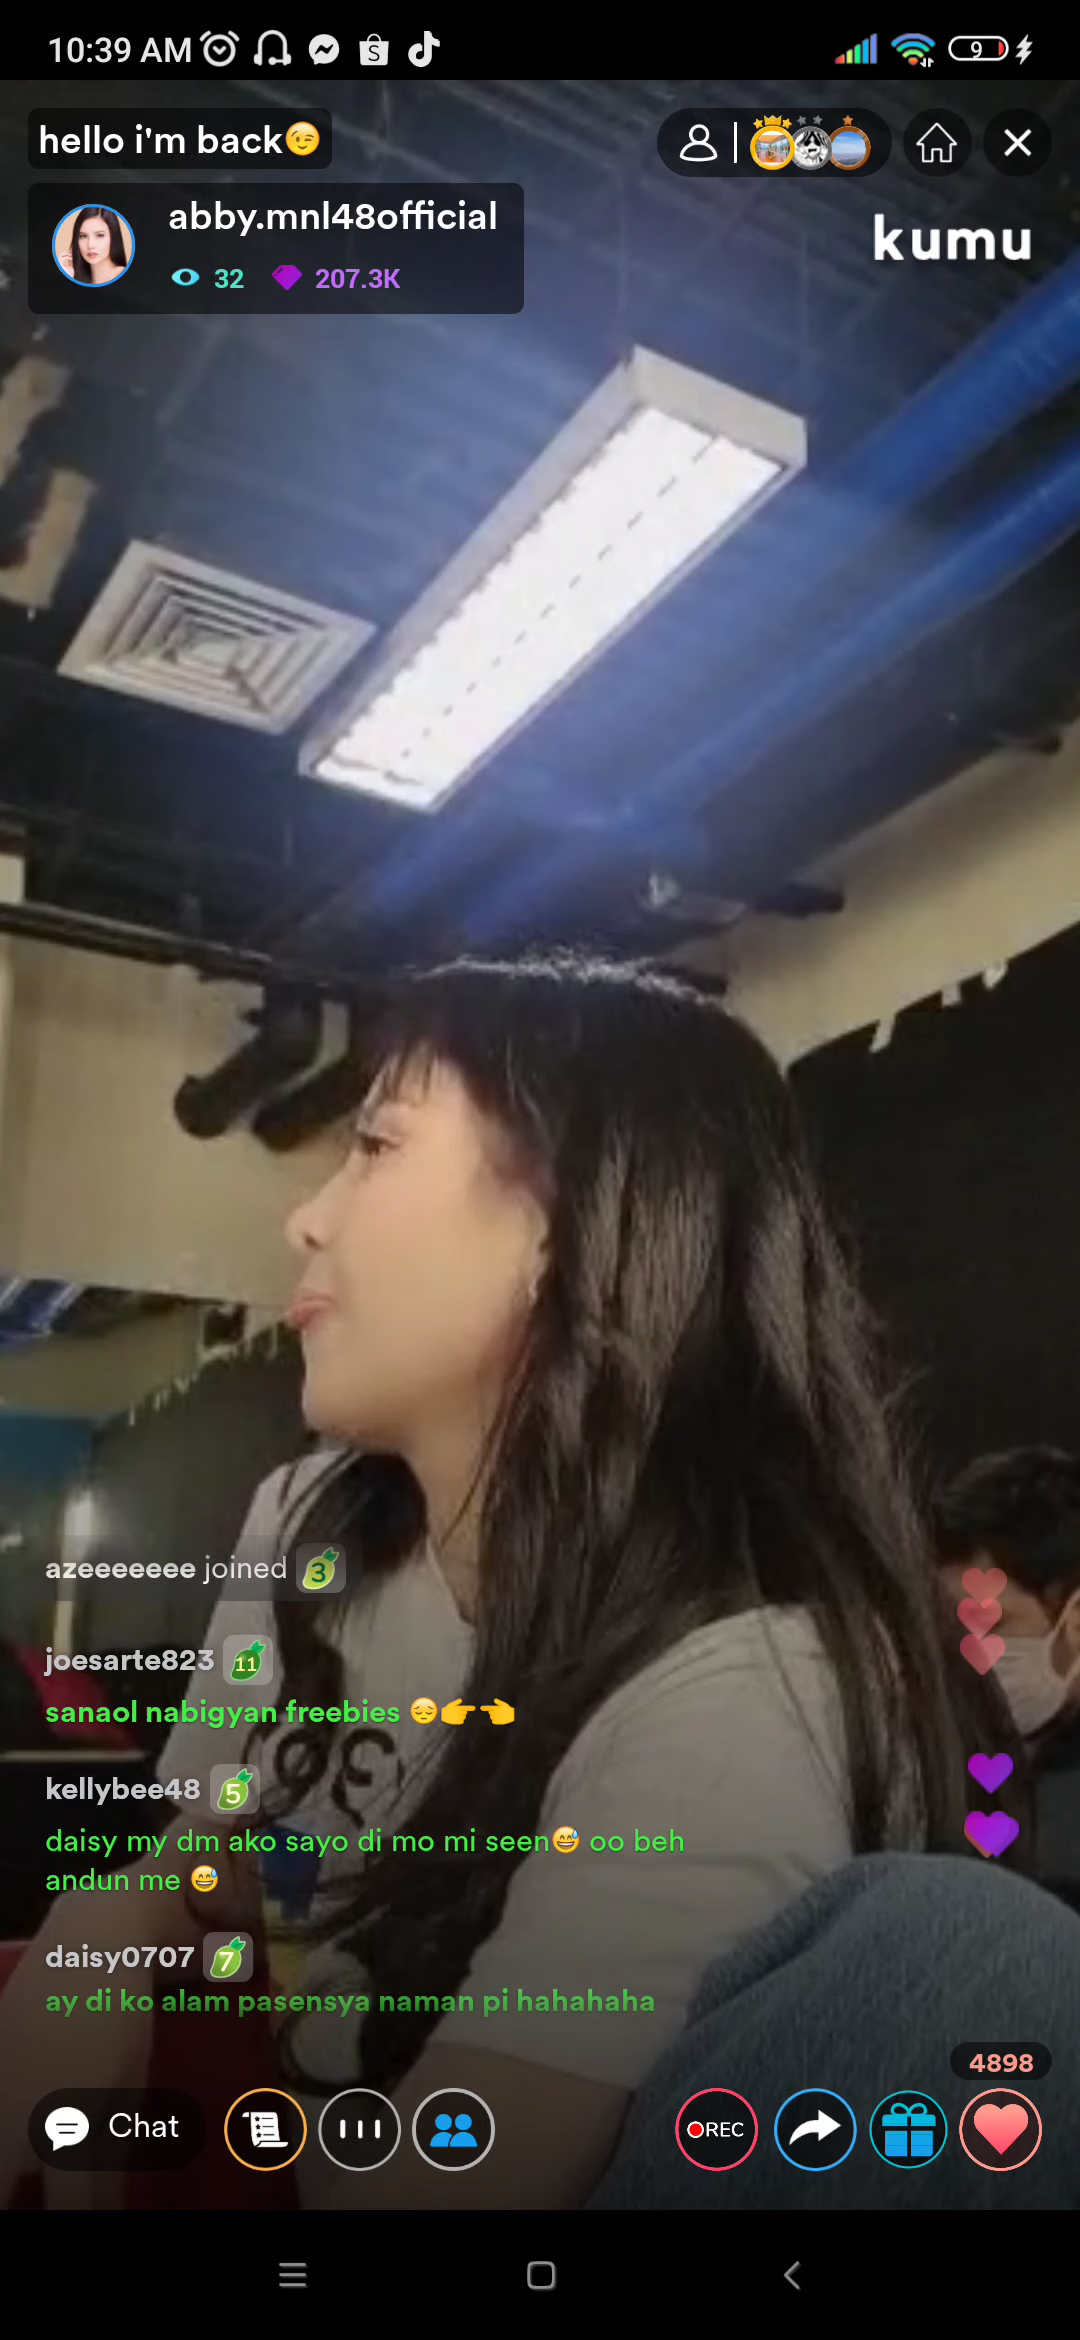 10:39 AM
9
hello i'm back😉
abby.mnl48official
32 207.3K
kumu
azeeeeeee joined 3
joesarte823 11
sanaol nabigyan freebies 😔👉👈
kellybee48 5
daisy my dm ako sayo di mo mi seen😅 oo beh
andun me 😅
daisy0707 7
ay di ko alam pasensya naman pi hahahaha
4898
Chat
REC